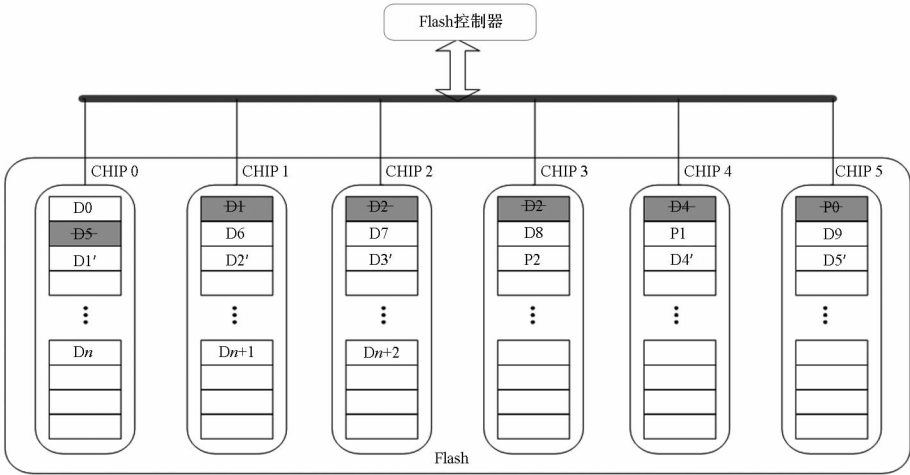 Flash控制器
CHIP 0 CHIP 1 CHIP 2 CHIP 3 CHIP 4 CHIP 5
D0 D1 D2 D2 D4 P0
D5 D6 D7 D8 P1 D9
D1′ D2′ D3′ P2 D4′ D5′
Dn Dn+1 Dn+2
Flash